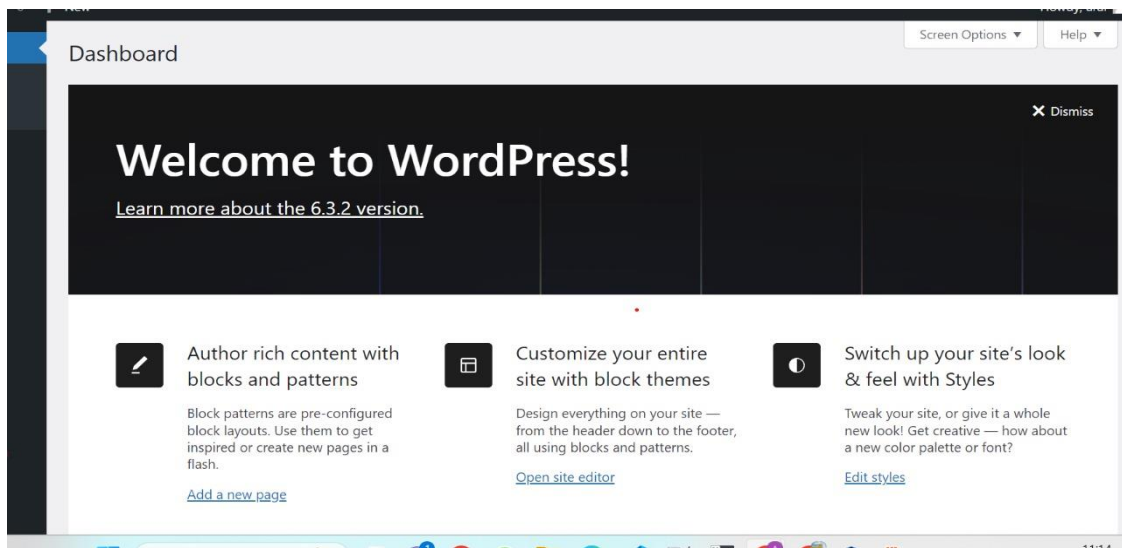 New
Screen Options ▼
Help ▼
Dashboard
Dismiss
Welcome to WordPress!
Learn more about the 6.3.2 version.
Author rich content with
blocks and patterns
Block patterns are pre-configured
block layouts. Use them to get
inspired or create new pages in a
flash.
Add a new page
Customize your entire
site with block themes
Design everything on your site —
from the header down to the footer,
all using blocks and patterns.
Open site editor
Switch up your site’s look
& feel with Styles
Tweak your site, or give it a whole
new look! Get creative — how about
a new color palette or font?
Edit styles
11:14